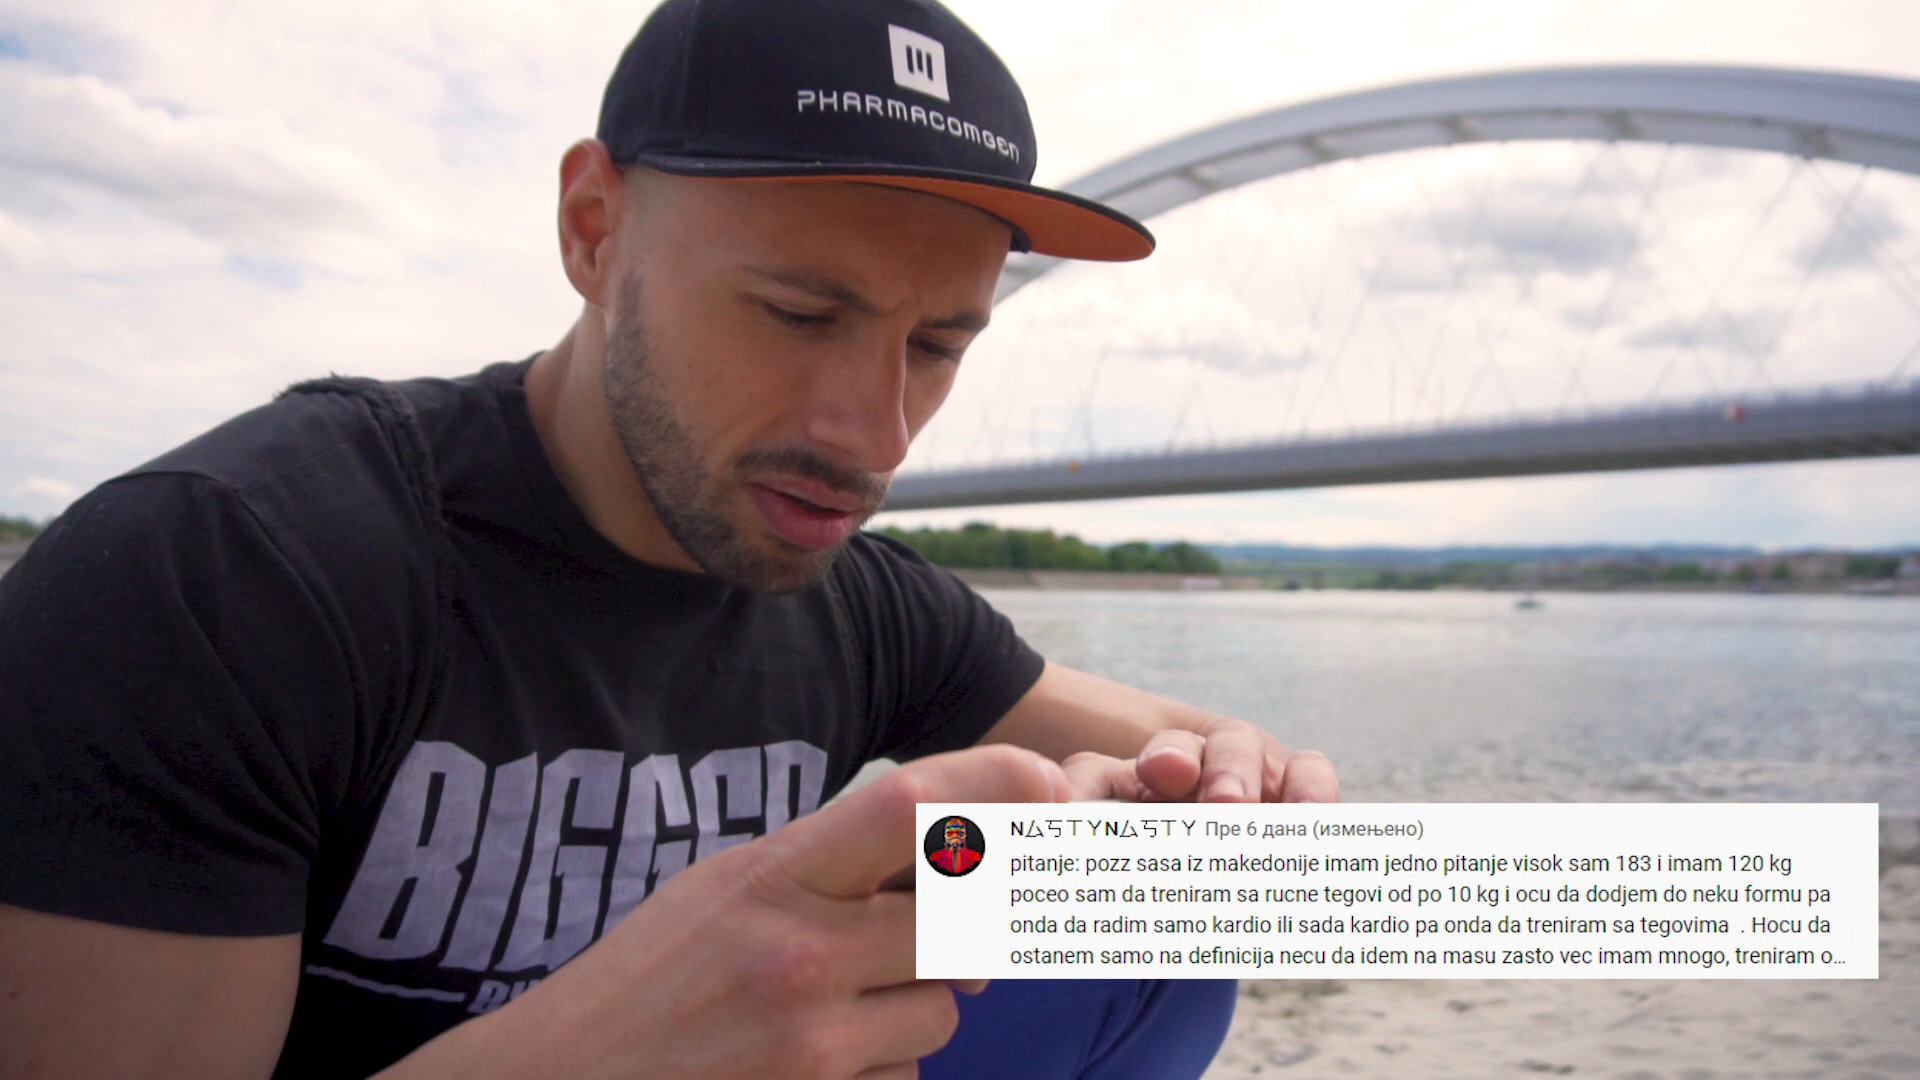 PHARMACOMGEN
BIGGER
NㄙㄎㄒㄚNㄙㄎㄒㄚ Пре 6 дана (измењено)
pitanje: pozz sasa iz makedonije imam jedno pitanje visok sam 183 i imam 120 kg
poceo sam da treniram sa rucne tegovi od po 10 kg i ocu da dodjem do neku formu pa
onda da radim samo kardio ili sada kardio pa onda da treniram sa tegovima . Hocu da
ostanem samo na definicija necu da idem na masu zasto vec imam mnogo, treniram o...